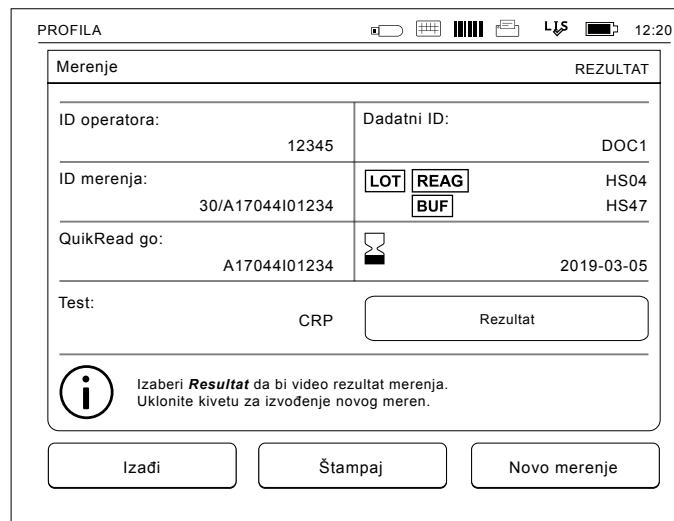 PROFILA LIS 12:20
Merenje REZULTAT
ID operatora: Dadatni ID:
12345 DOC1
ID merenja: LOT REAG HS04
30/A17044I01234 BUF HS47
QuikRead go:
A17044I01234 2019-03-05
Test:
CRP Rezultat
Izaberi Resultat da bi video rezultat merenja.
Uklonite kivetu za izvođenje novog meren.
Izađi Štampaj Novo merenje